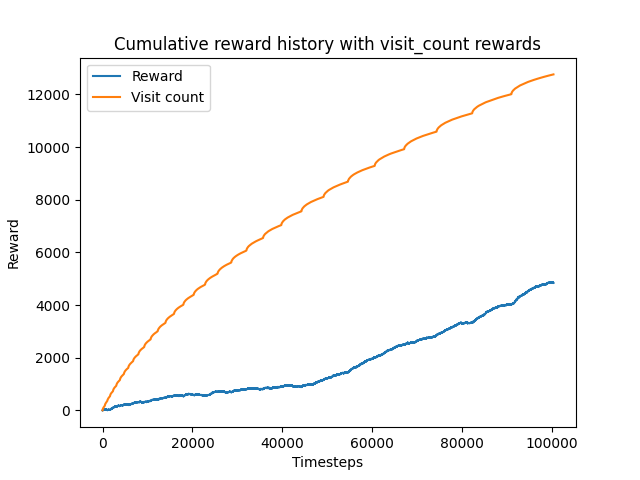 Cumulative reward history with visit_count rewards
Reward
Visit count
12000
10000
8000
6000
4000
2000
0
Reward
0 20000 40000 60000 80000 100000
Timesteps